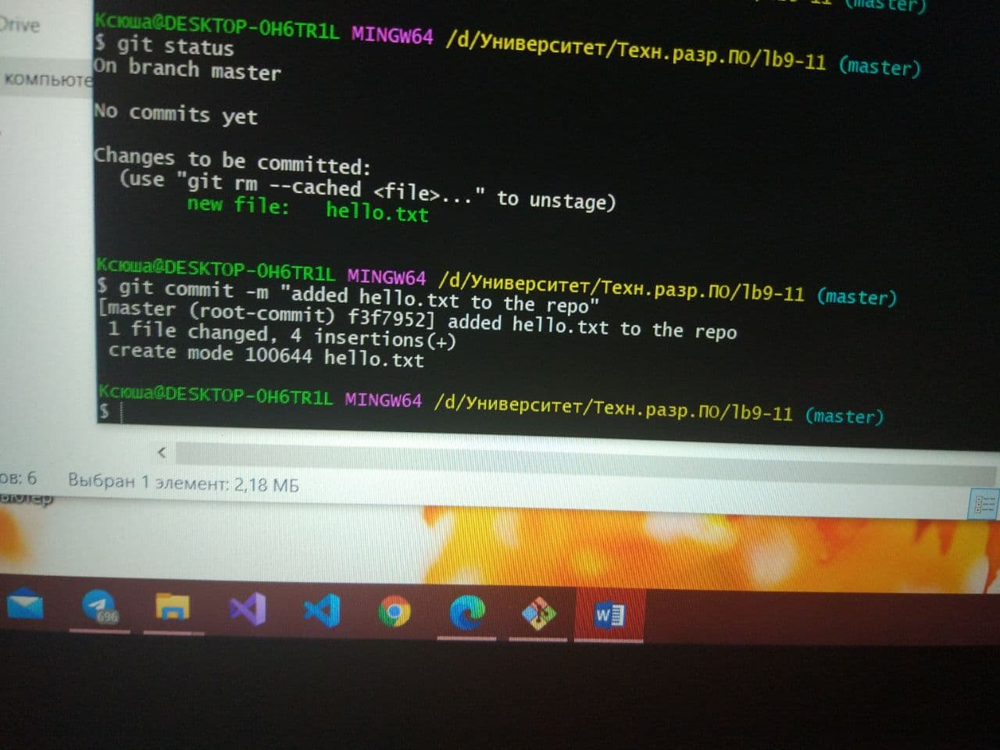 (master)
Drive
Ксюша@DESKTOP-OH6TR1L MINGW64 /d/Университет/Техн.разр.ПО/lb9-11 (master)
$ git status
On branch master
No commits yet
Changes to be committed:
(use "git rm --cached <file>..." to unstage)
new file: hello.txt
Ксюша@DESKTOP-OH6TR1L MINGW64 /d/Университет/Техн.разр.ПО/lb9-11 (master)
$ git commit -m "added hello.txt to the repo"
[master (root-commit) f3f7952] added hello.txt to the repo
1 file changed, 4 insertions(+)
create mode 100644 hello.txt
Ксюша@DESKTOP-OH6TR1L MINGW64 /d/Университет/Техн.разр.ПО/lb9-11 (master)
$
компьюте
ов: 6 Выбран 1 элемент: 2,18 МБ
ьютер
696
W